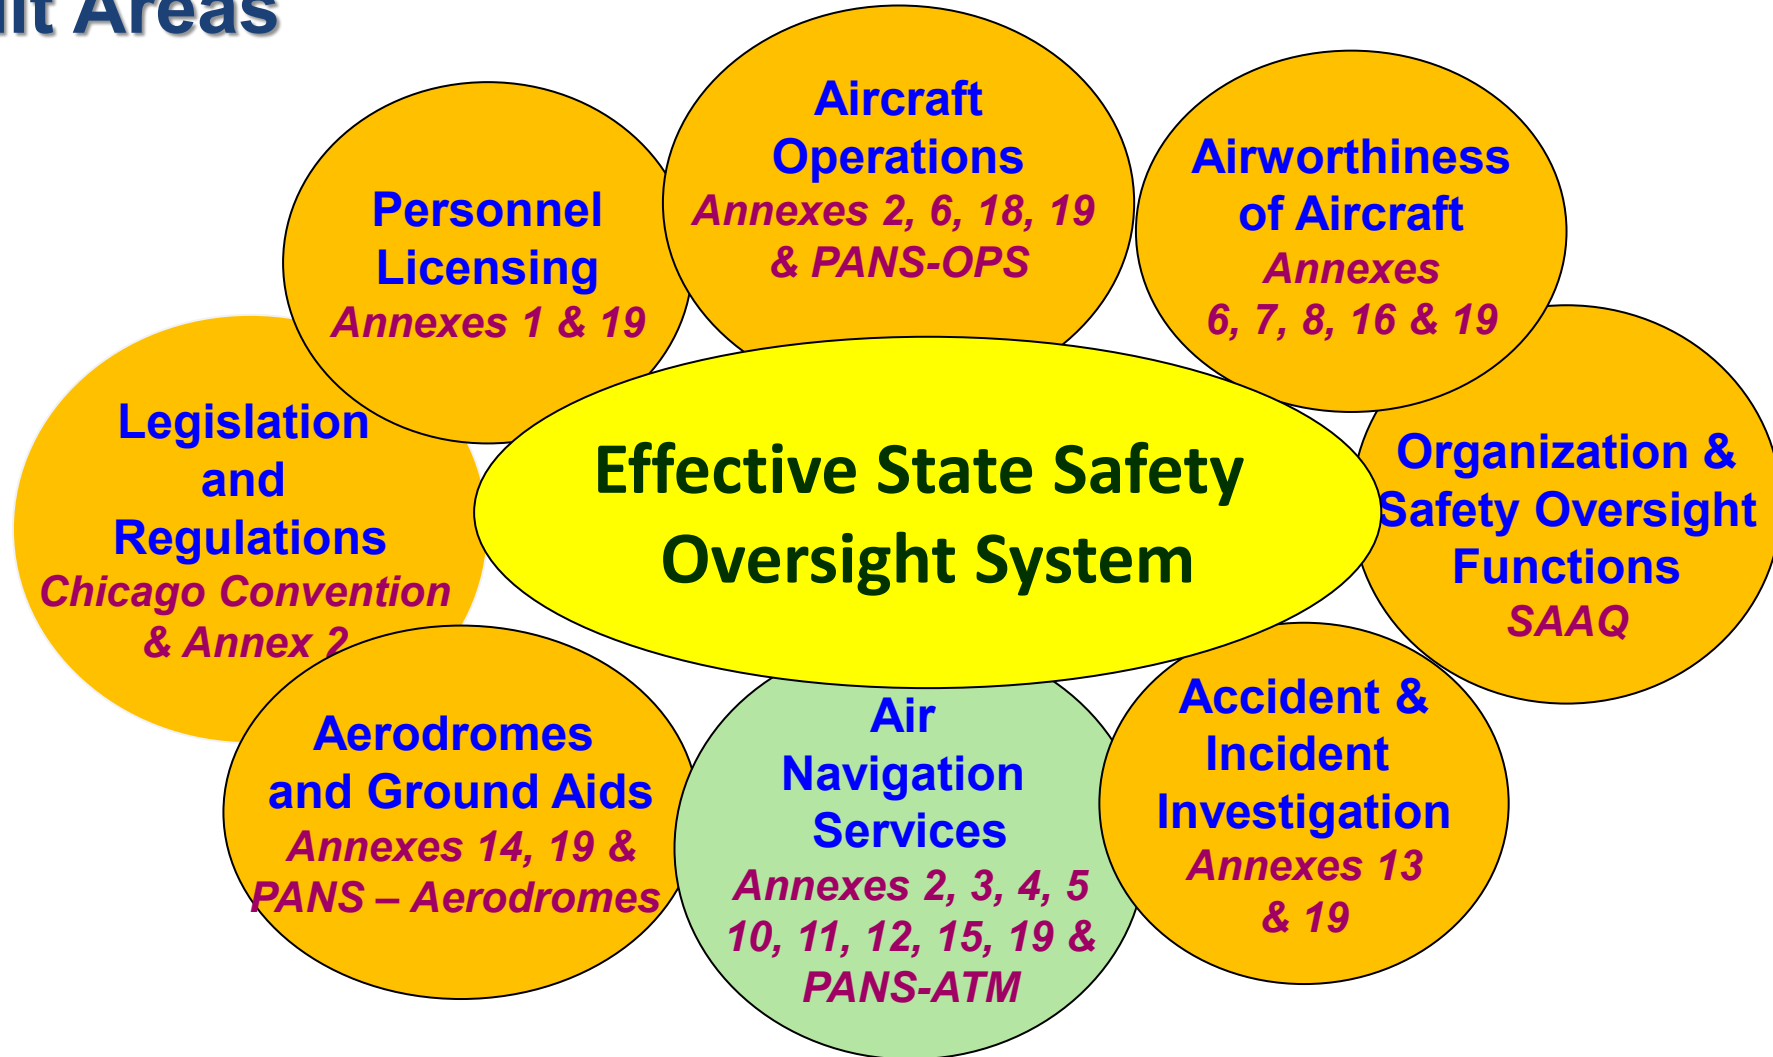 Areas
Aircraft
Operations
Annexes 2, 6, 18, 19
& PANS-OPS
Personnel
Licensing
Annexes 1 & 19
Airworthiness
of Aircraft
Annexes
6, 7, 8, 16 & 19
Legislation
and
Regulations
Chicago Convention
& Annex 2
Effective State Safety
Oversight System
Organization &
Safety Oversight
Functions
SAAQ
Aerodromes
and Ground Aids
Annexes 14, 19 &
PANS – Aerodromes
Air
Navigation
Services
Annexes 2, 3, 4, 5
10, 11, 12, 15, 19 &
PANS-ATM
Accident &
Incident
Investigation
Annexes 13
& 19